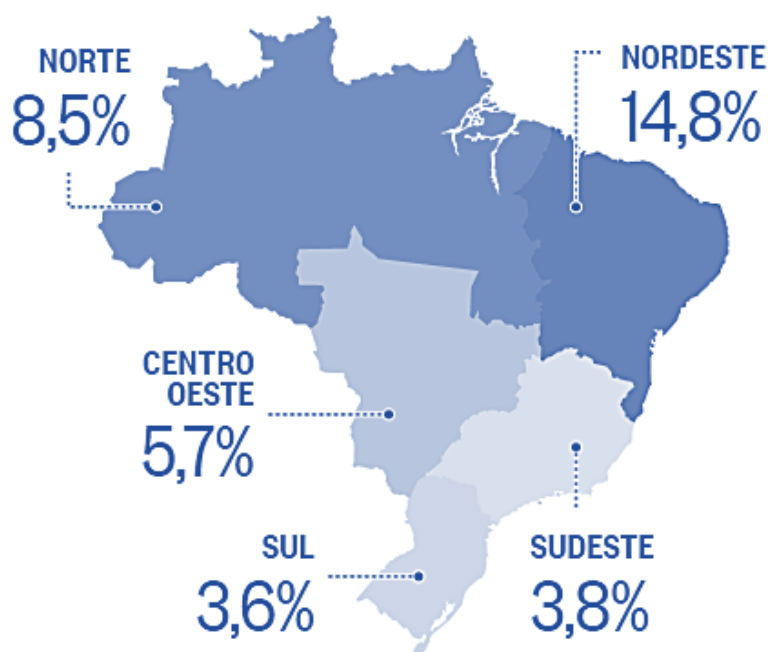 NORTE
8,5%
NORDESTE
14,8%
CENTRO
OESTE
5,7%
SUL
3,6%
SUDESTE
3,8%